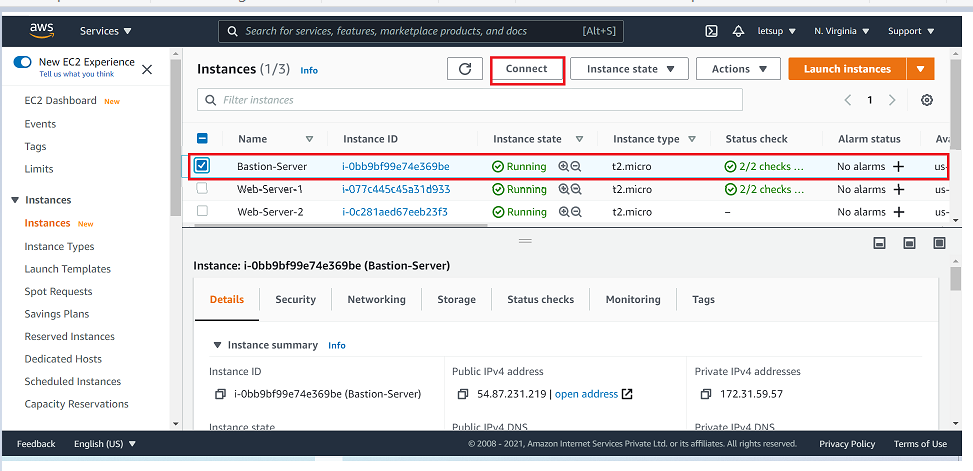 aws Services Search for services, features, marketplace products, and docs [Alt+S] letsup N. Virginia Support
New EC2 Experience
Tell us what you think
EC2 Dashboard New
Events
Tags
Limits
Instances
Instances New
Instance Types
Launch Templates
Spot Requests
Savings Plans
Reserved Instances
Dedicated Hosts
Scheduled Instances
Capacity Reservations
Instances (1/3) Info Connect Instance state Actions Launch instances
Filter instances 1
Name Instance ID Instance state Instance type Status check Alarm status Ava
Bastion-Server i-0bb9bf99e74e369be Running t2.micro 2/2 checks ... No alarms + us-
Web-Server-1 i-077c445c45a31d933 Running t2.micro 2/2 checks ... No alarms + us-
Web-Server-2 i-0c281aed67eeb23f3 Running t2.micro – No alarms + us-
Instance: i-0bb9bf99e74e369be (Bastion-Server)
Details Security Networking Storage Status checks Monitoring Tags
Instance summary Info
Instance ID Public IPv4 address Private IPv4 addresses
i-0bb9bf99e74e369be (Bastion-Server) 54.87.231.219 | open address 172.31.59.57
Instance state Public IPv4 DNS Private IPv4 DNS
Feedback English (US) © 2008 - 2021, Amazon Internet Services Private Ltd. or its affiliates. All rights reserved. Privacy Policy Terms of Use